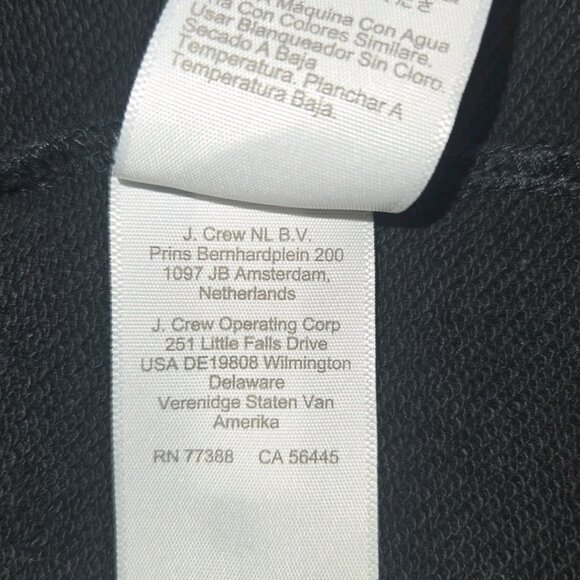 Máquina Con Agua
Con Colores Similare.
Usar Blanqueador Sin Cloro.
Secado A Baja
Temperatura. Planchar A
Temperatura Baja.
J. Crew NL B.V.
Prins Bernhardplein 200
1097 JB Amsterdam,
Netherlands
J. Crew Operating Corp
251 Little Falls Drive
USA DE19808 Wilmington
Delaware
Verenidge Staten Van
Amerika
RN 77388 CA 56445